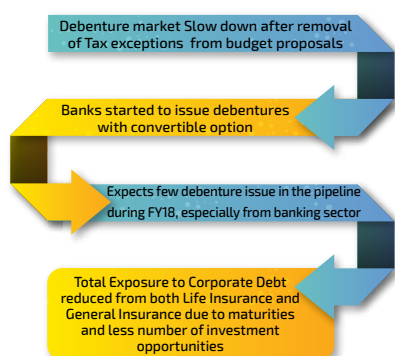 Debenture market Slow down after removal
of Tax exceptions from budget proposals
Banks started to issue debentures
with convertible option
Expects few debenture issue in the pipeline
during FY18, especially from banking sector
Total Exposure to Corporate Debt
reduced from both Life Insurance and
General Insurance due to maturities
and less number of investment
opportunities